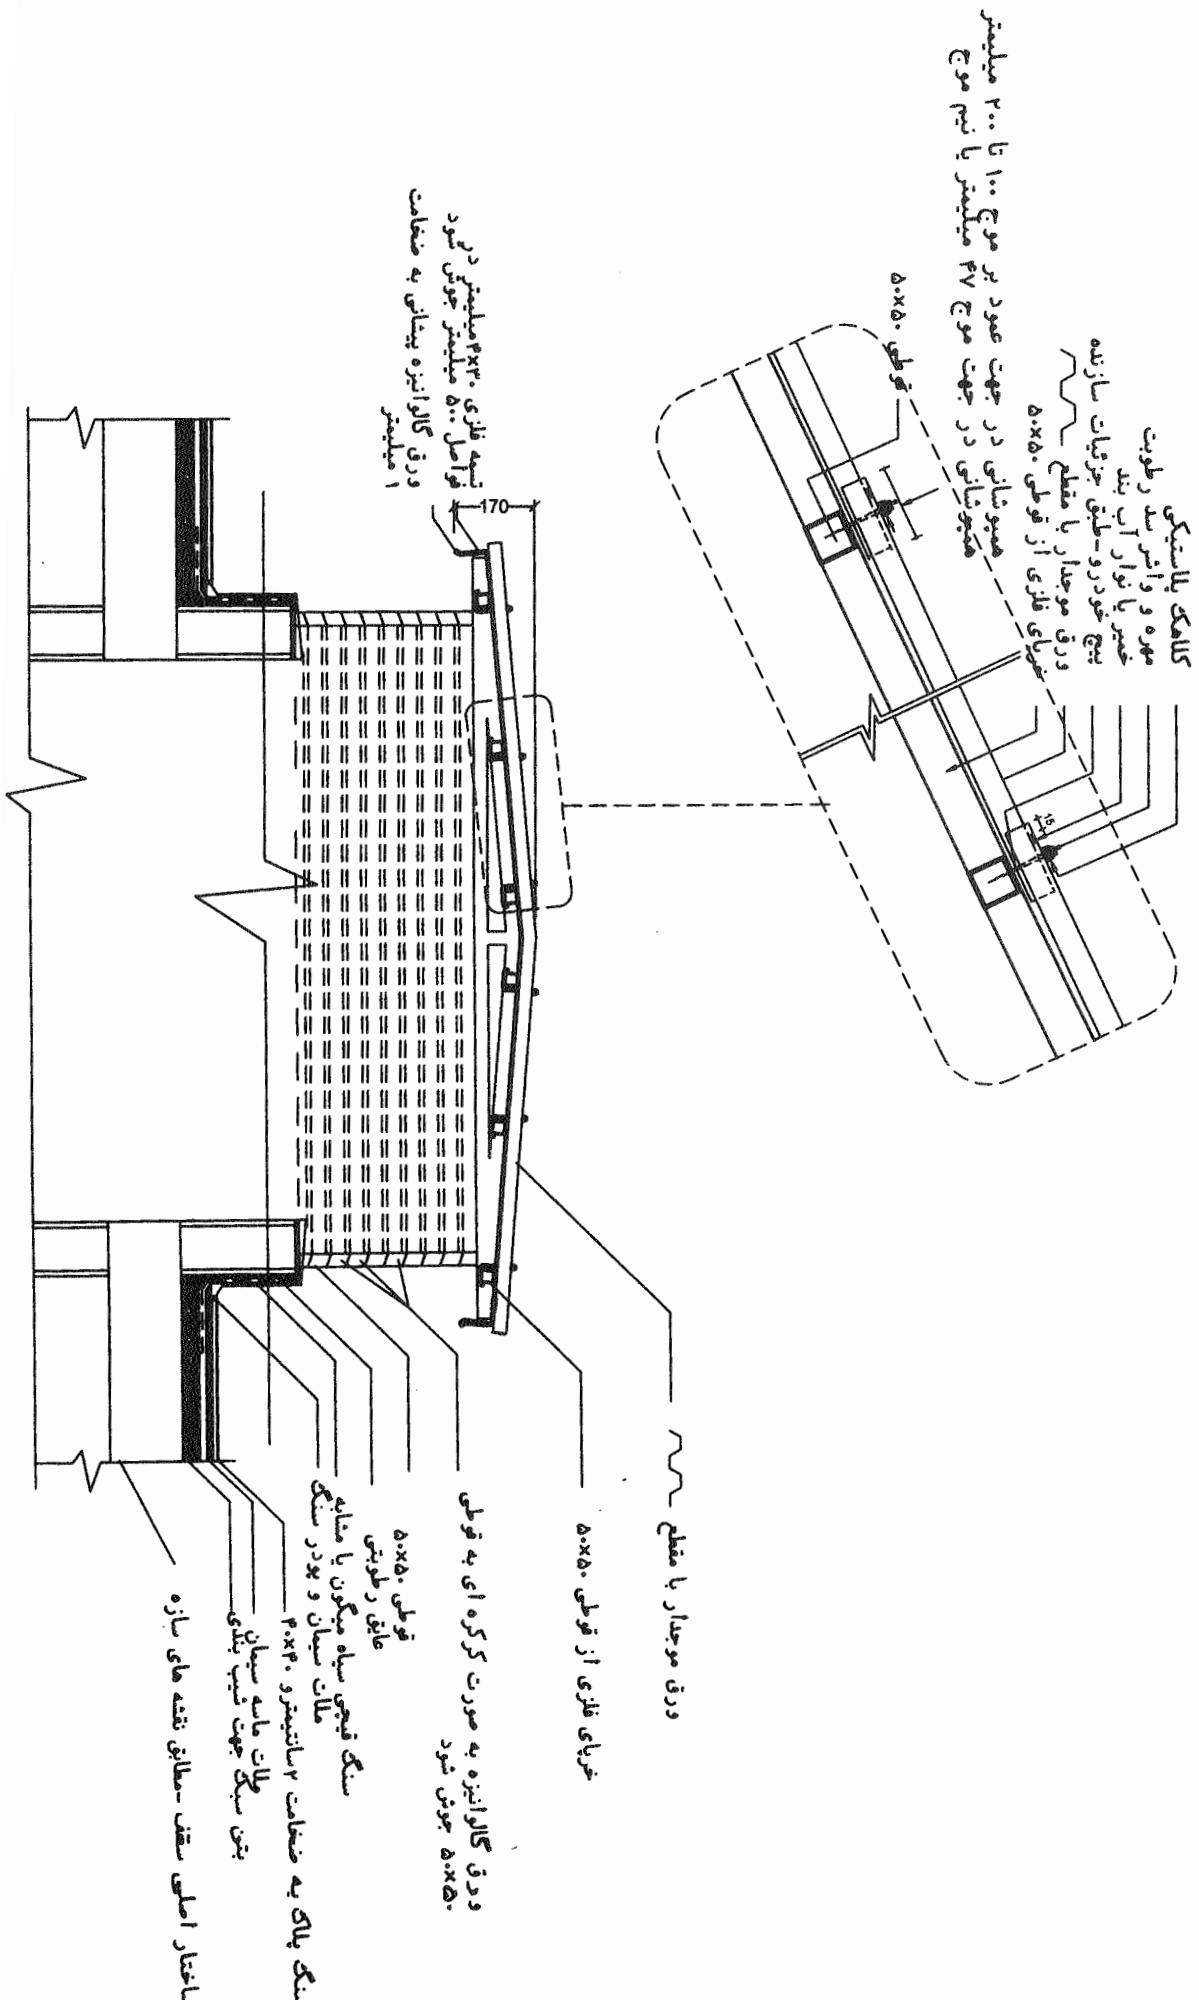 کلاهک پلاستیکی
مهره و واشر سد رطوبت
خمیر یا نوار آب بند
پیچ خودرو-طبق جزئیات سازنده
ورق موجدار با مقطع
خرپای فلزی از قوطی ۵۰x۵۰
همپوشانی در جهت عمود بر موج ۱۰۰ تا ۲۰۰ میلیمتر
همپوشانی در جهت موج ۴۷ میلیمتر یا نیم موج
قوطی ۵۰x۵۰
15
تسمه فلزی ۳۰x۳میلیمتر در
فواصل ۵۰۰ میلیمتر جوش شود
ورق گالوانیزه پیشانی به ضخامت
۱ میلیمتر
170
ورق موجدار با مقطع
خرپای فلزی از قوطی ۵۰x۵۰
ورق گالوانیزه به صورت کرکره ای به قوطی
۵۰x۵۰ جوش شود
قوطی ۵۰x۵۰
عایق رطوبتی
سنگ قیچی سیاه میگون یا مشابه
ملات سیمان و پودر سنگ
سنگ پلاک به ضخامت ۲سانتیمترو ۴۰x۴۰
ملات ماسه سیمان
بتن سبک جهت شیب بندی
ساختار اصلی سقف -مطابق نقشه های سازه